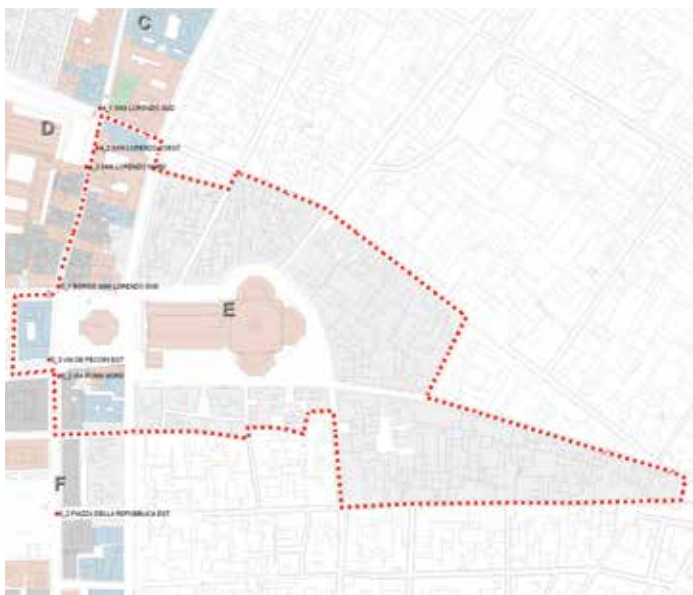 C
SAN LORENZO SUD
D
SAN LORENZO OVEST
SAN LORENZO
BORGO SAN LORENZO SUD
E
VIA DE PECORI EST
VIA ROMA NORD
F
PIAZZA DELLA REPUBBLICA EST